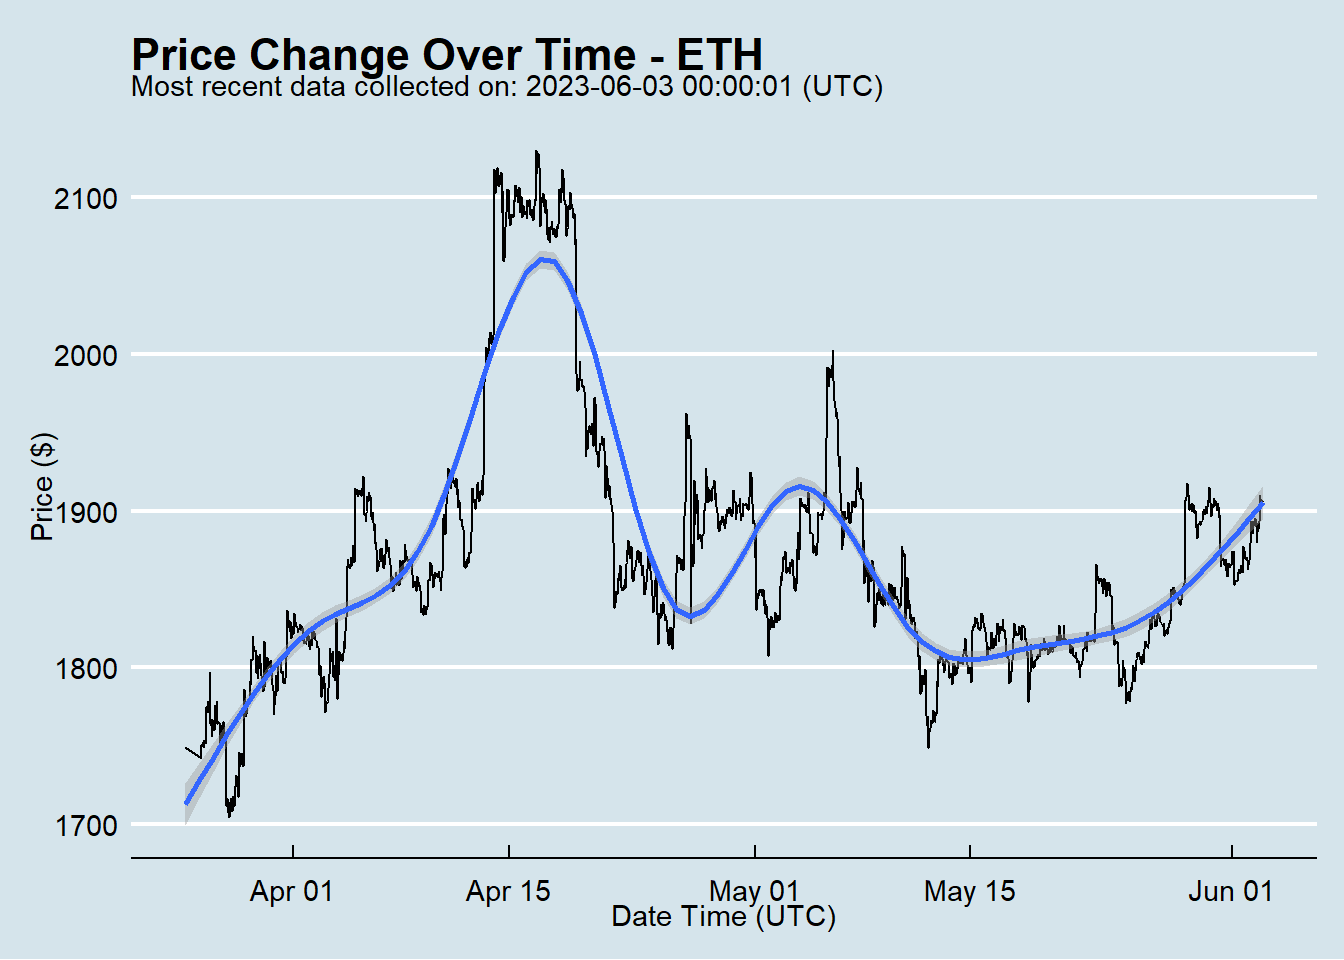 Price Change Over Time - ETH
Most recent data collected on: 2023-06-03 00:00:01 (UTC)
2100
2000
1900
1800
1700
Price ($)
Apr 01
Apr 15
May 01
May 15
Jun 01
Date Time (UTC)